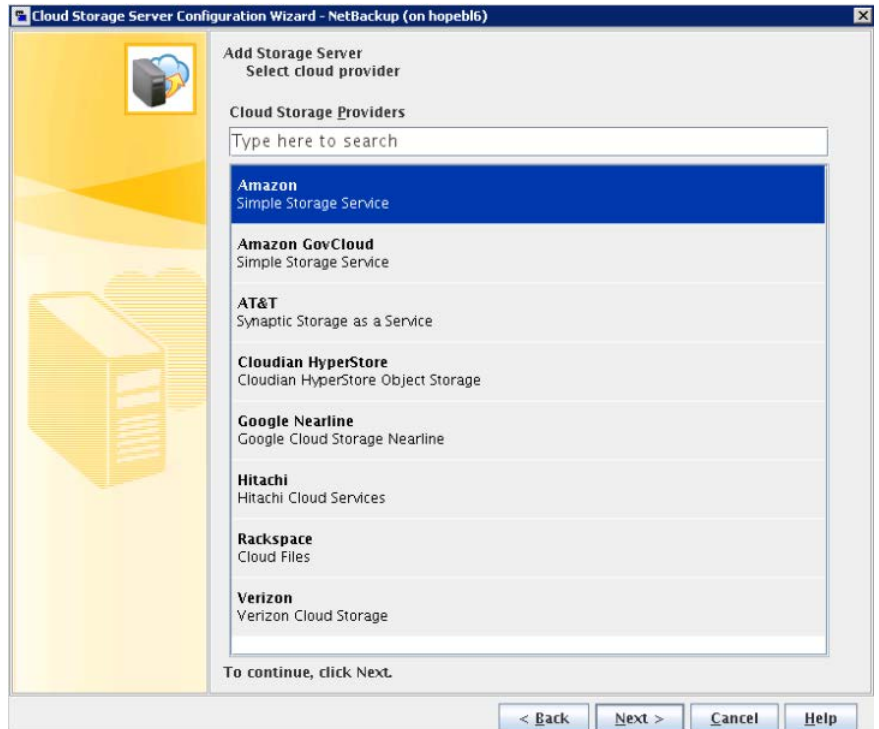 Cloud Storage Server Configuration Wizard - NetBackup (on hopebl6)
Add Storage Server
Select cloud provider
Cloud Storage Providers
Type here to search
Amazon
Simple Storage Service
Amazon GovCloud
Simple Storage Service
AT&T
Synaptic Storage as a Service
Cloudian HyperStore
Cloudian HyperStore Object Storage
Google Nearline
Google Cloud Storage Nearline
Hitachi
Hitachi Cloud Services
Rackspace
Cloud Files
Verizon
Verizon Cloud Storage
To continue, click Next.
< Back Next > Cancel Help